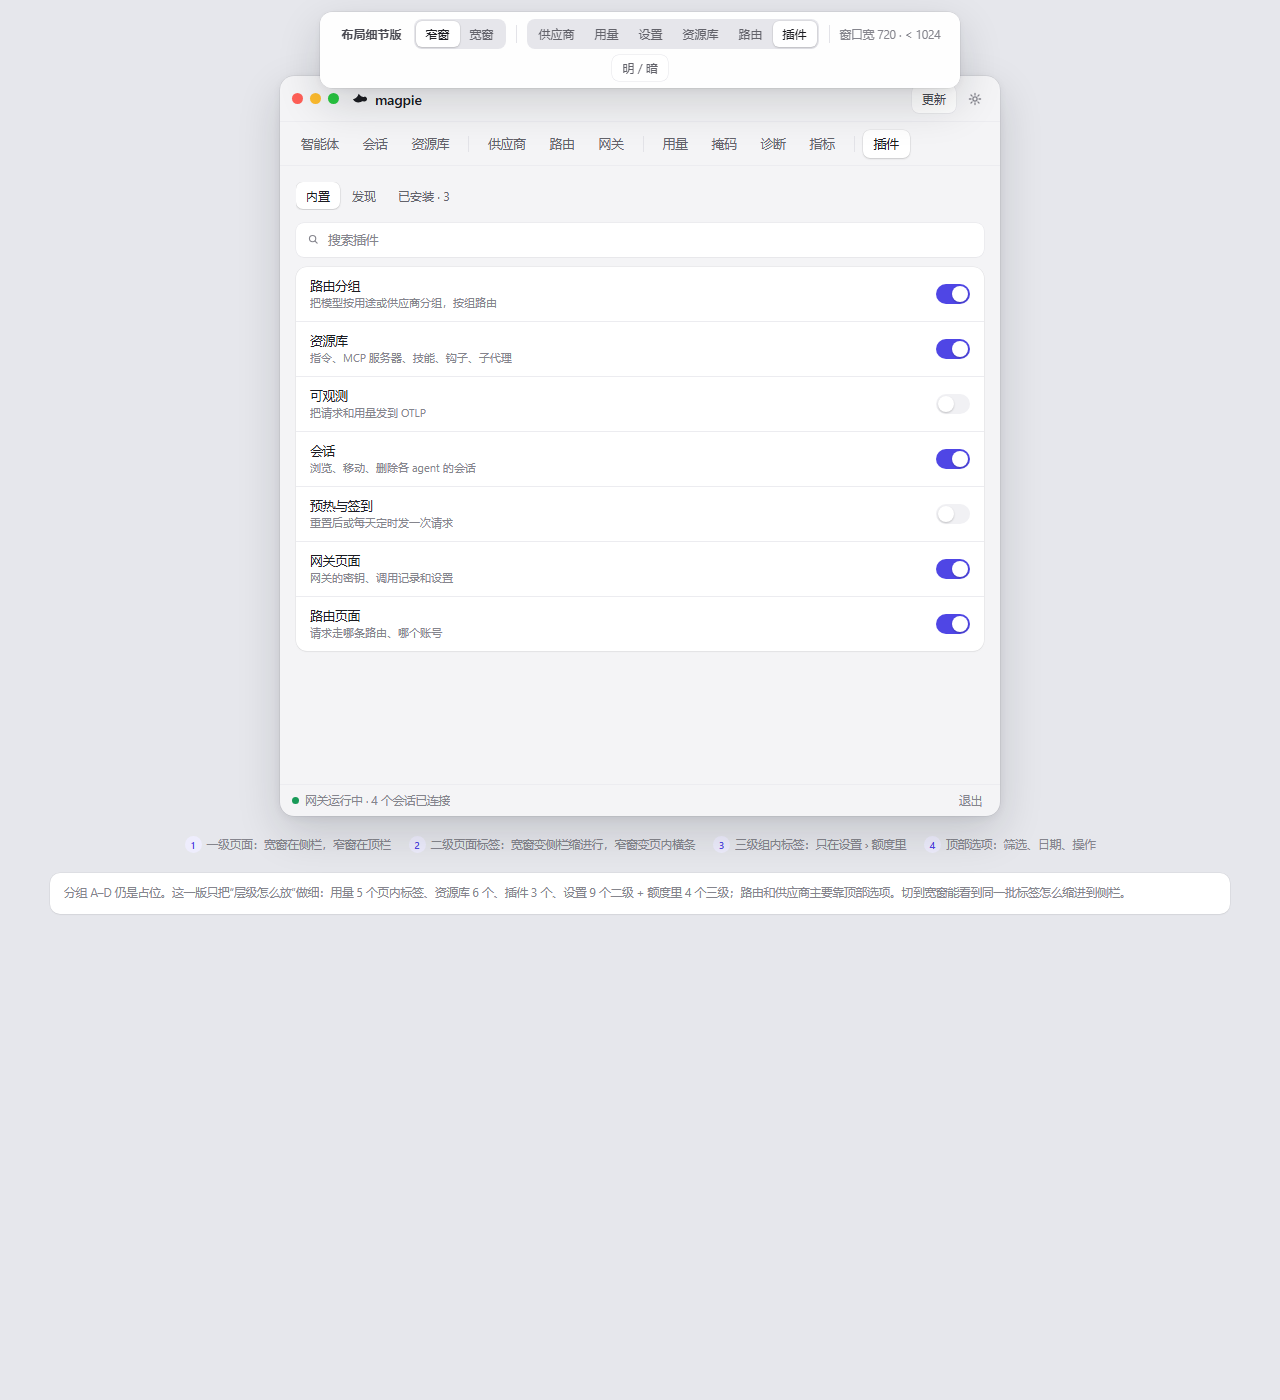 布局细节版 窄窗 宽窗 供应商 用量 设置 资源库 路由 插件 窗口宽 720 · < 1024
明 / 暗
magpie 更新
智能体 会话 资源库 供应商 路由 网关 用量 掩码 诊断 指标 插件
内置 发现 已安装 · 3
搜索插件
路由分组
把模型按用途或供应商分组，按组路由
资源库
指令、MCP 服务器、技能、钩子、子代理
可观测
把请求和用量发到 OTLP
会话
浏览、移动、删除各 agent 的会话
预热与签到
重置后或每天定时发一次请求
网关页面
网关的密钥、调用记录和设置
路由页面
请求走哪条路由、哪个账号
网关运行中 · 4 个会话已连接 退出
1 一级页面：宽窗在侧栏，窄窗在顶栏 2 二级页面标签：宽窗变侧栏缩进行，窄窗变页内横条 3 三级组内标签：只在设置 › 额度里 4 顶部选项：筛选、日期、操作
分组 A–D 仍是占位。这一版只把“层级怎么放”做细：用量 5 个页内标签、资源库 6 个、插件 3 个、设置 9 个二级 + 额度里 4 个三级；路由和供应商主要靠顶部选项。切到宽窗能看到同一批标签怎么缩进到侧栏。